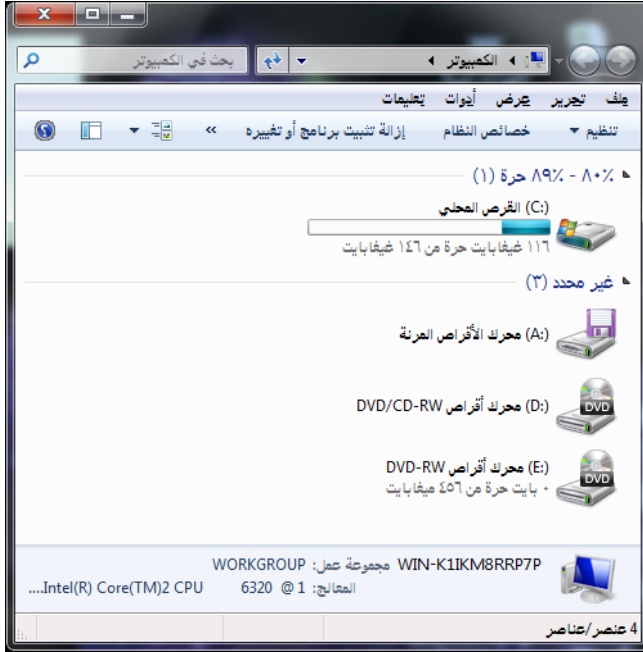 الكمبيوتر
بحث في الكمبيوتر
ملف تحرير عرض أدوات تعليمات
تنظيم خصائص النظام إزالة تثبيت برنامج أو تغييره »
٨٠٪ - ٨٩٪ حرة (١)
(C:) القرص المحلي
١١٦ غيغابايت حرة من ١٤٦ غيغابايت
غير محدد (٣)
(A:) محرك الأقراص المرنة
(D:) محرك أقراص DVD/CD-RW
(E:) محرك أقراص DVD-RW
٠ بايت حرة من ٤٥٦ ميغابايت
DVD
DVD
WIN-K1IKM8RRP7P مجموعة عمل: WORKGROUP
المعالج: Intel(R) Core(TM)2 CPU 6320 @ 1....
4 عنصر/عناصر